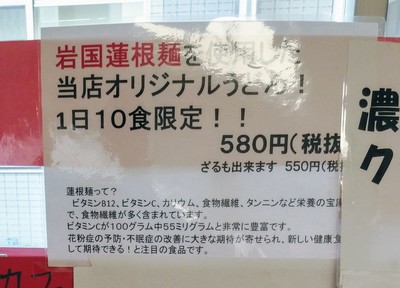 岩国蓮根麺を使用した
当店オリジナルうどん!
1日10食限定!!
580円(税抜
ざるも出来ます 550円(税抜
蓮根麺って?
ビタミンB12、ビタミンC、カリウム、食物繊維、タンニンなど栄養の宝庫
で、食物繊維が多く含まれています。
ビタミンCが100グラム中55ミリグラムと非常に豊富です。
花粉症の予防・不眠症の改善に大きな期待が寄せられ、新しい健康食
して期待できる!と注目の食品です。
濃
ク
カフ